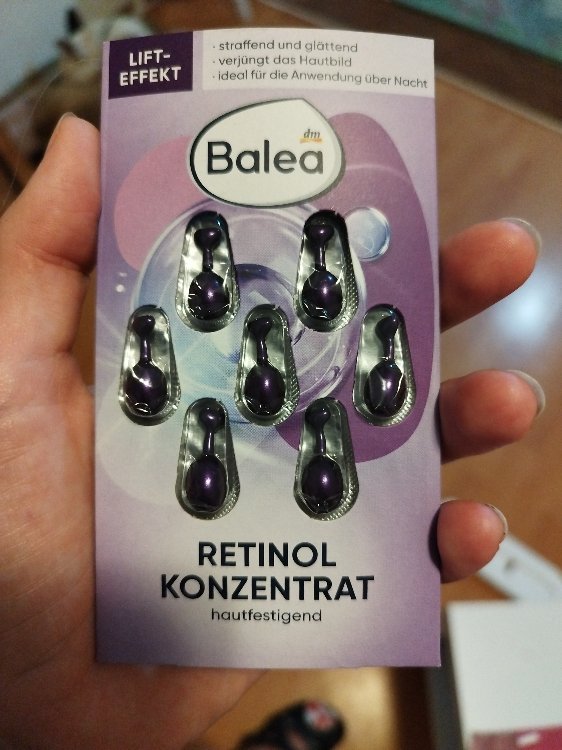 LIFT-
EFFEKT
· straffend und glättend
· verjüngt das Hautbild
· ideal für die Anwendung über Nacht
dm
Balea
RETINOL
KONZENTRAT
hautfestigend